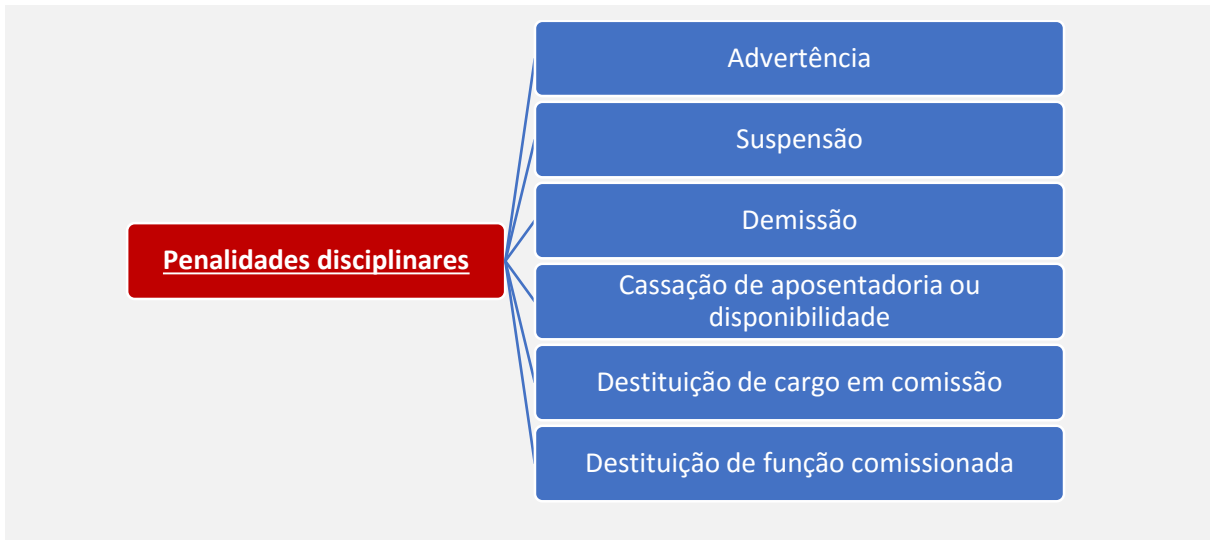 Penalidades disciplinares
Advertência
Suspensão
Demissão
Cassação de aposentadoria ou
disponibilidade
Destituição de cargo em comissão
Destituição de função comissionada